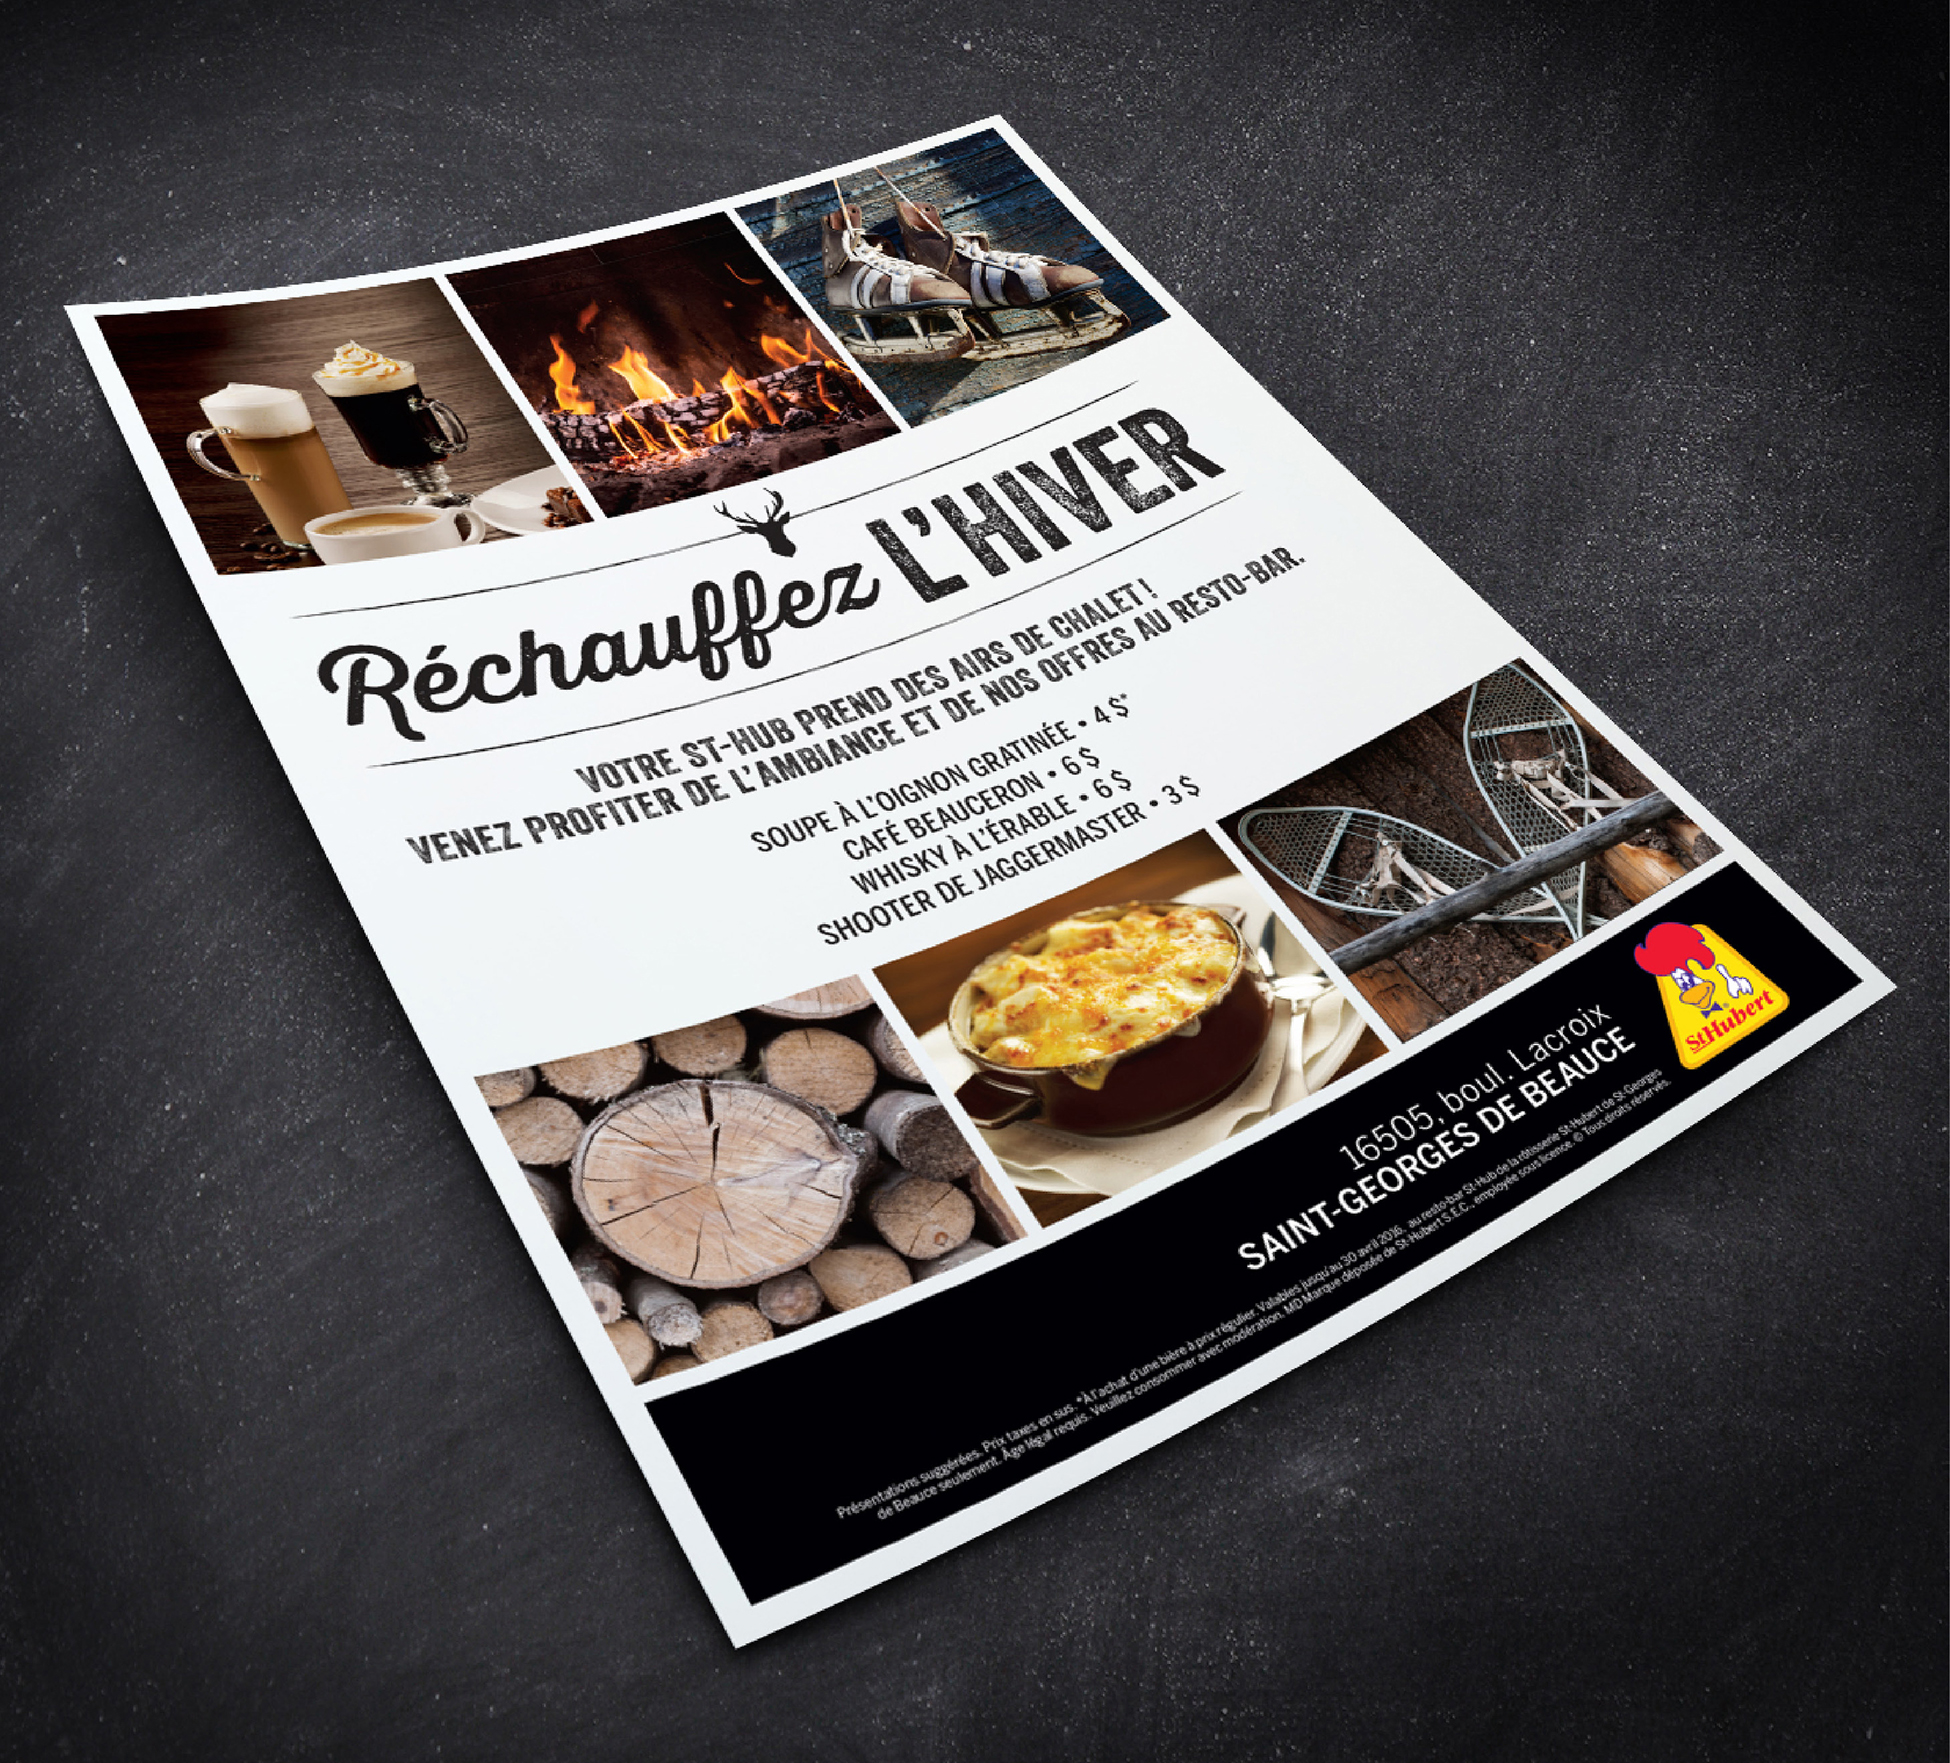 Réchauffez L'HIVER
VOTRE ST-HUB PREND DES AIRS DE CHALET !
VENEZ PROFITER DE L'AMBIANCE ET DE NOS OFFRES AU RESTO-BAR.
SOUPE À L'OIGNON GRATINÉE • 4 $*
CAFÉ BEAUCERON • 6 $
WHISKY À L'ÉRABLE • 6 $
SHOOTER DE JAGGERMASTER • 3 $
StHubert
16505, boul. Lacroix
SAINT-GEORGES DE BEAUCE
Présentations suggérées. Prix taxes en sus. *À l'achat d'une bière à prix régulier. Valables jusqu'au 30 avril 2016, au resto-bar St-Hub de la rôtisserie St-Hubert de St-Georges
de Beauce seulement. Âge légal requis. Veuillez consommer avec modération. MD Marque déposée de St-Hubert S.E.C., employée sous licence. © Tous droits réservés.